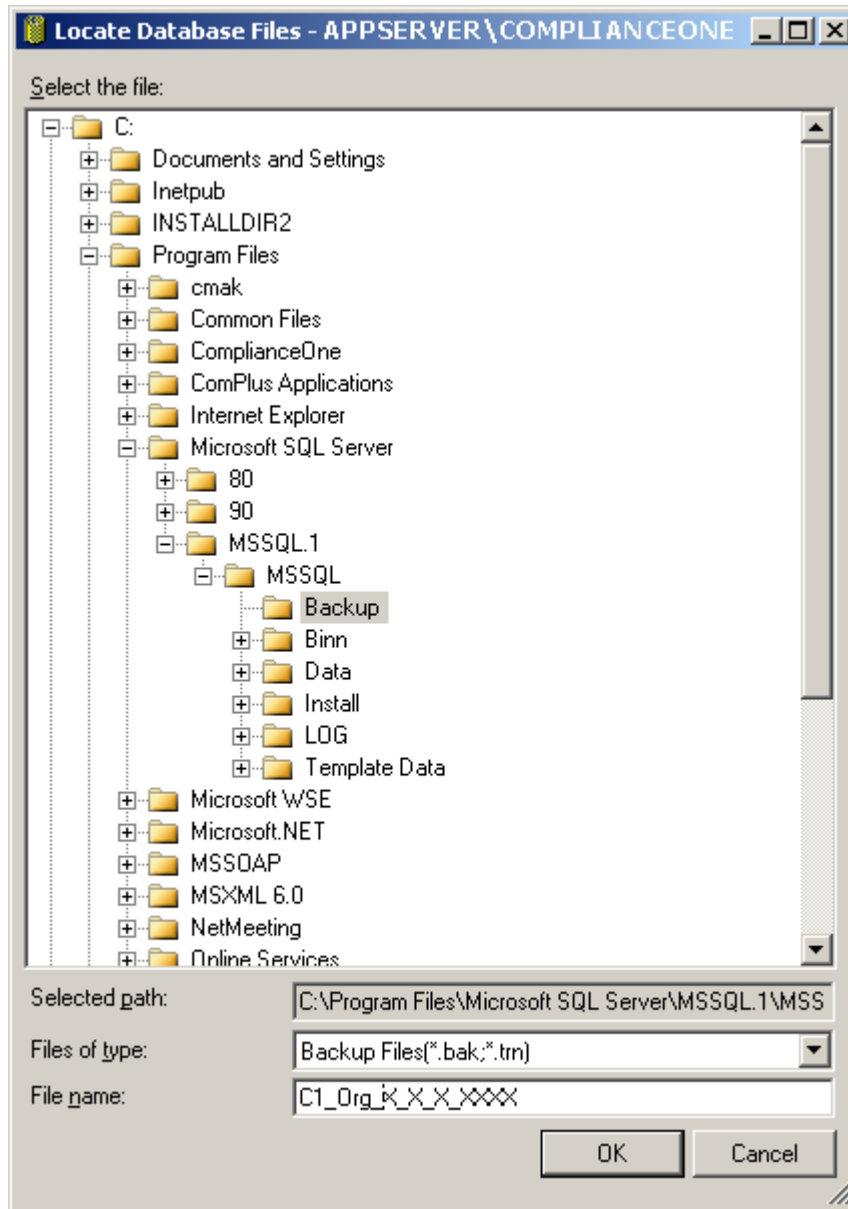 Locate Database Files - APPSERVER\COMPLIANCEONE
Select the file:
C:
Documents and Settings
Inetpub
INSTALLDIR2
Program Files
cmak
Common Files
ComplianceOne
ComPlus Applications
Internet Explorer
Microsoft SQL Server
80
90
MSSQL.1
MSSQL
Backup
Binn
Data
Install
LOG
Template Data
Microsoft WSE
Microsoft.NET
MSSOAP
MSXML 6.0
NetMeeting
Online Services
Selected path: C:\Program Files\Microsoft SQL Server\MSSQL.1\MSS
Files of type: Backup Files(*.bak;*.trn)
File name: C1_Org_X_X_X_XXXX
OK Cancel